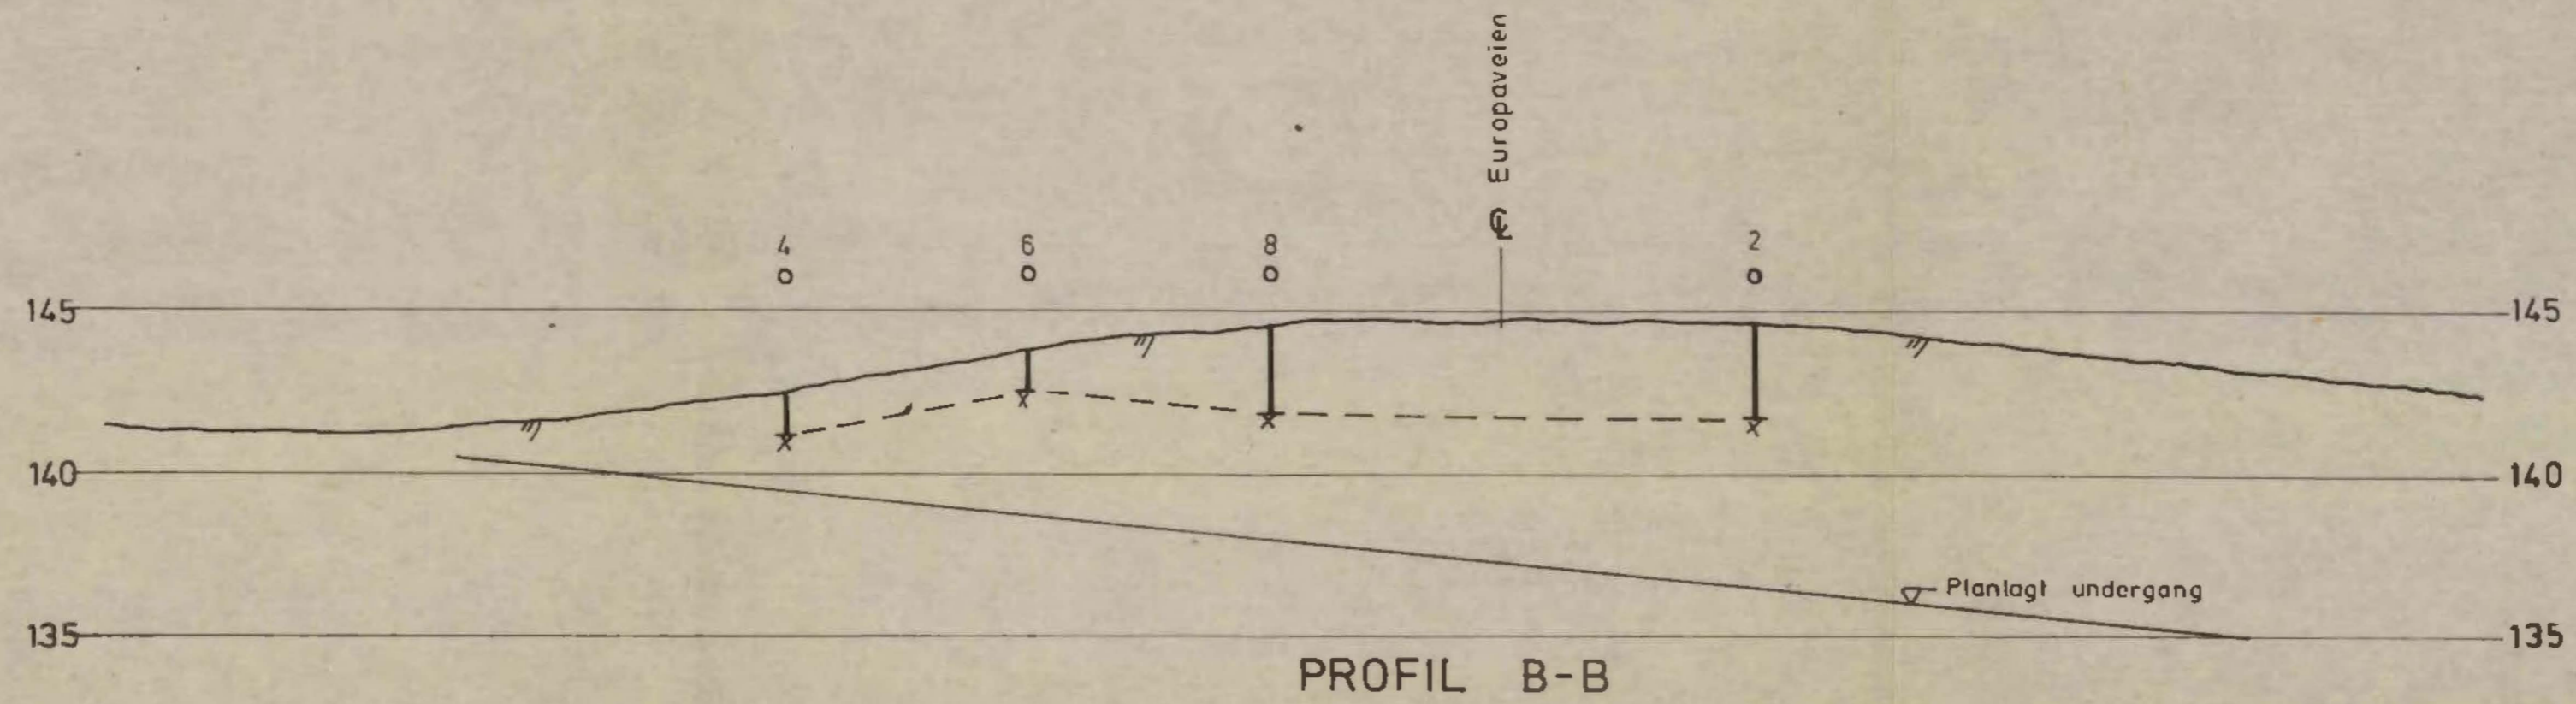 ℄ Europaveien
4 6 8 2
145 145
140 140
Planlagt undergang
135 135
PROFIL B-B